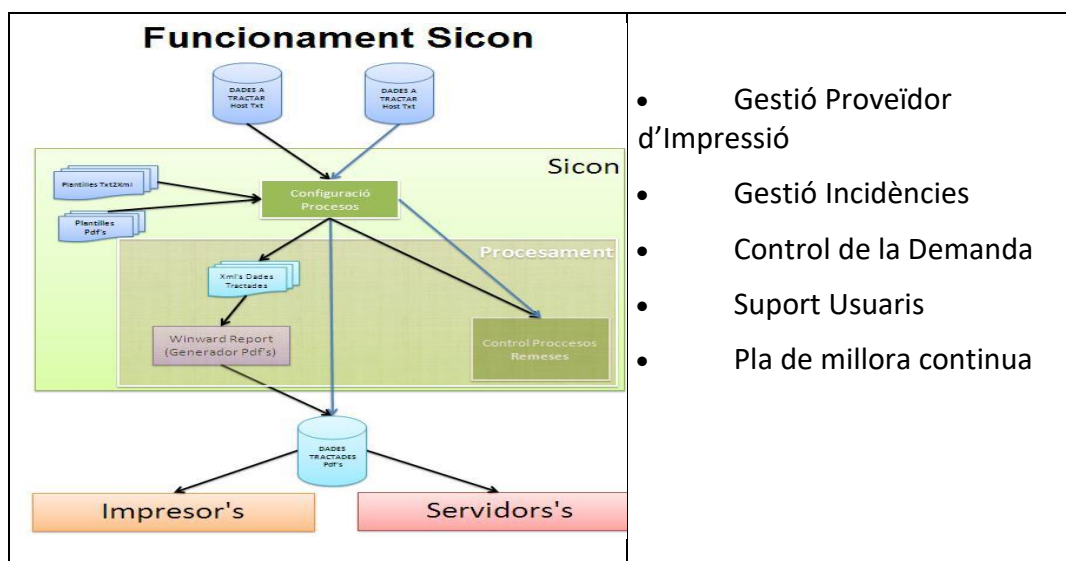 Funcionament Sicon
DADES A
TRACTAR
Host Txt
DADES A
TRACTAR
Host Txt
Sicon
Plantilles Txt2Xml
Configuració
Procesos
Plantilles
Pdf's
Procesament
Xml's Dades
Tractades
Winward Report
(Generador Pdf's)
Control Proccesos
Remeses
DADES
TRACTADES
Pdf's
Impresor's
Servidors's
• Gestió Proveïdor
d’Impressió
• Gestió Incidències
• Control de la Demanda
• Suport Usuaris
• Pla de millora continua